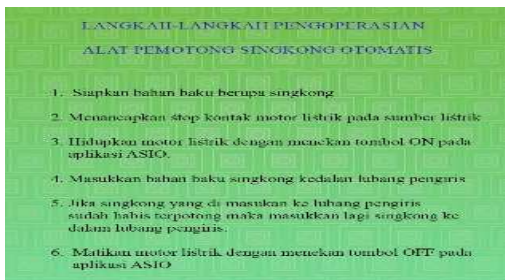 LANGKAH-LANGKAH PENGOPERASIAN
ALAT PEMOTONG SINGKONG OTOMATIS
1. Siapkan bahan baku berupa singkong
2. Menancapkan stop kontak motor listrik pada sumber listrik
3. Hidupkan motor listrik dengan menekan tombol ON pada
aplikasi ASIO.
4. Masukkan bahan baku singkong kedalan lubang pengiris
5. Jika singkong yang di masukan ke lubang pengiris
sudah habis terpotong maka masukkan lagi singkong ke
dalam lubang pengiris.
6. Matikan motor listrik dengan menekan tombol OFF pada
aplikasi ASIO